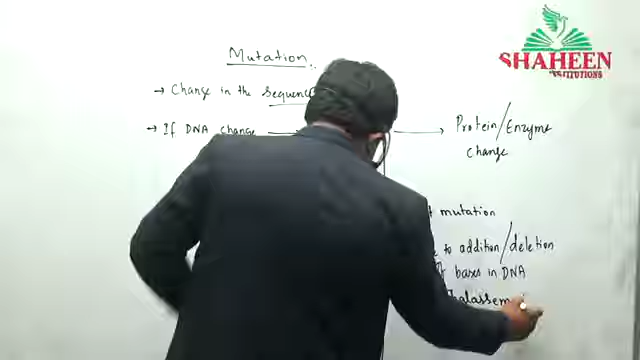 SHAHEEN
INSTITUTIONS
Mutation
→ Change in the sequence
→ If DNA change → Protein/Enzyme
change
mutation
to addition/deletion
bases in DNA